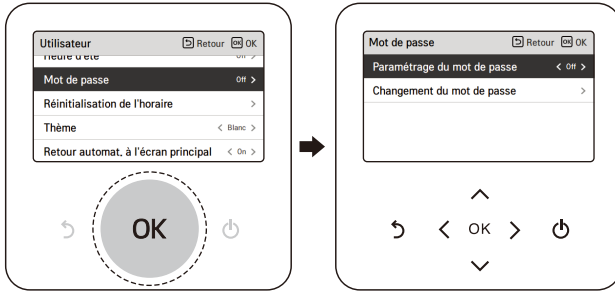 Utilisateur Retour OK OK
Heure d'été Off >
Mot de passe Off >
Réinitialisation de l'horaire >
Thème < Blanc >
Retour automat. à l'écran principal < On >
OK
Mot de passe Retour OK OK
Paramétrage du mot de passe < Off >
Changement du mot de passe >
OK